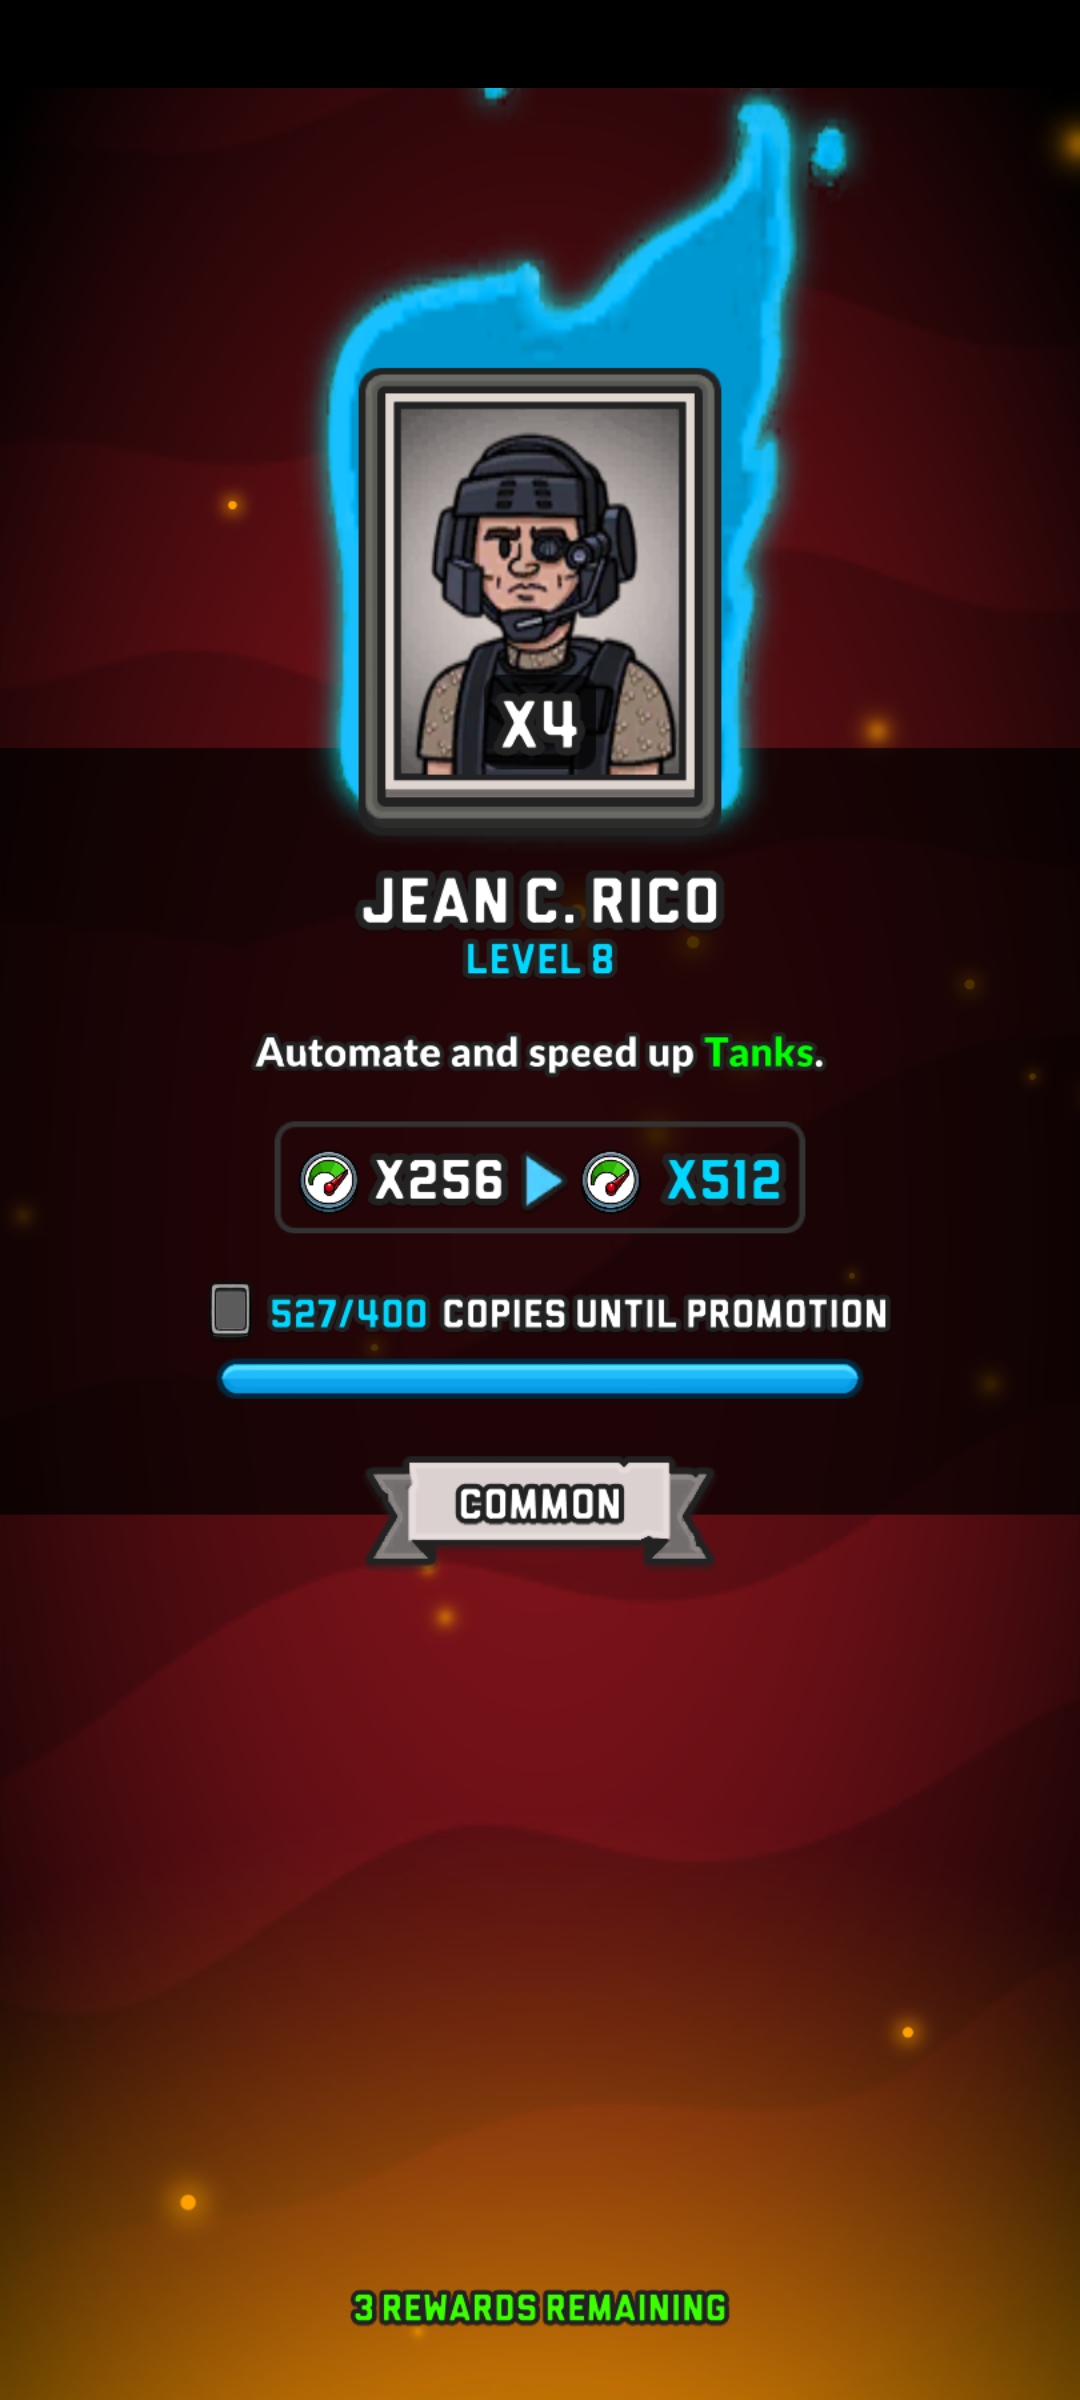 X4
JEAN C. RICO
LEVEL 8
Automate and speed up Tanks.
X256 X512
527/400 COPIES UNTIL PROMOTION
COMMON
3 REWARDS REMAINING